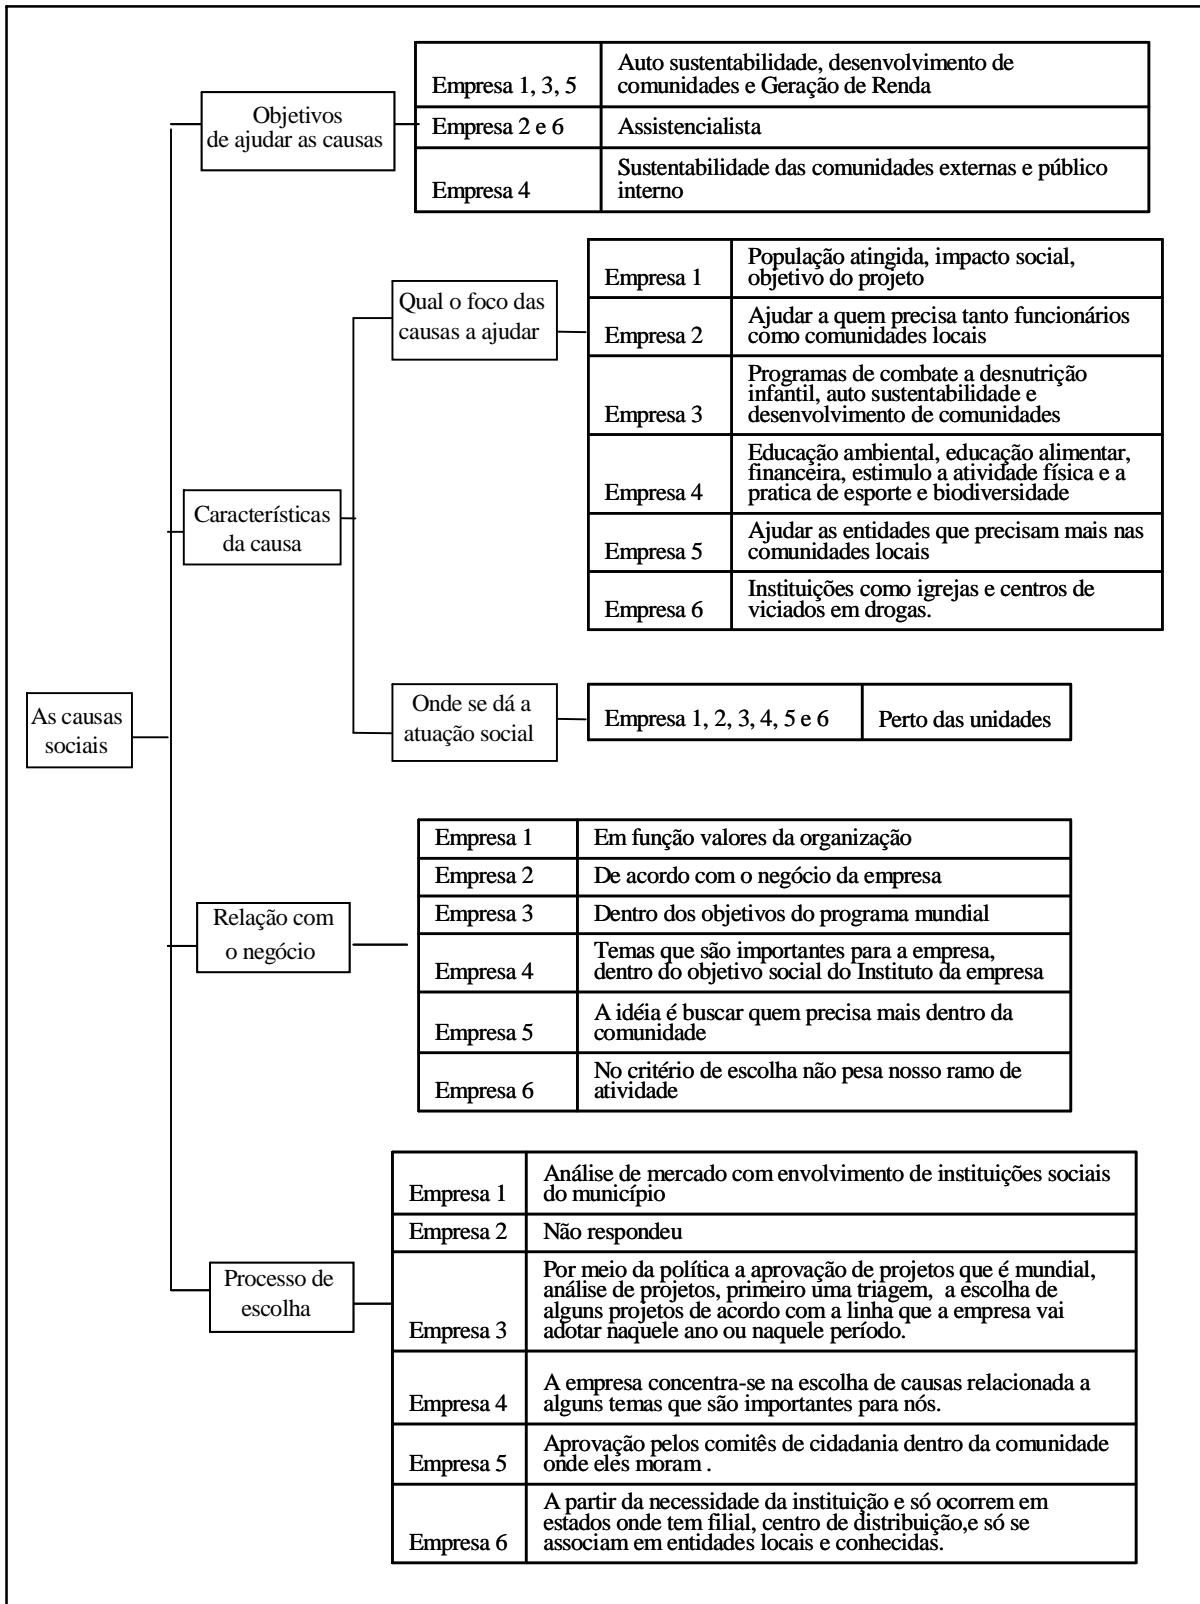 Objetivos
de ajudar as causas
Empresa 1, 3, 5
Auto sustentabilidade, desenvolvimento de
comunidades e Geração de Renda
Empresa 2 e 6
Assistencialista
Empresa 4
Sustentabilidade das comunidades externas e público
interno
As causas
sociais
Características
da causa
Qual o foco das
causas a ajudar
Empresa 1
População atingida, impacto social,
objetivo do projeto
Empresa 2
Ajudar a quem precisa tanto funcionários
como comunidades locais
Empresa 3
Programas de combate a desnutrição
infantil, auto sustentabilidade e
desenvolvimento de comunidades
Empresa 4
Educação ambiental, educação alimentar,
financeira, estimulo a atividade física e a
pratica de esporte e biodiversidade
Empresa 5
Ajudar as entidades que precisam mais nas
comunidades locais
Empresa 6
Instituições como igrejas e centros de
viciados em drogas.
Onde se dá a
atuação social
Empresa 1, 2, 3, 4, 5 e 6
Perto das unidades
Relação com
o negócio
Empresa 1
Em função valores da organização
Empresa 2
De acordo com o negócio da empresa
Empresa 3
Dentro dos objetivos do programa mundial
Empresa 4
Temas que são importantes para a empresa,
dentro do objetivo social do Instituto da empresa
Empresa 5
A idéia é buscar quem precisa mais dentro da
comunidade
Empresa 6
No critério de escolha não pesa nosso ramo de
atividade
Processo de
escolha
Empresa 1
Análise de mercado com envolvimento de instituições sociais
do município
Empresa 2
Não respondeu
Empresa 3
Por meio da política a aprovação de projetos que é mundial,
análise de projetos, primeiro uma triagem,  a escolha de
alguns projetos de acordo com a linha que a empresa vai
adotar naquele ano ou naquele período.
Empresa 4
A empresa concentra-se na escolha de causas relacionada a
alguns temas que são importantes para nós.
Empresa 5
Aprovação pelos comitês de cidadania dentro da comunidade
onde eles moram .
Empresa 6
A partir da necessidade da instituição e só ocorrem em
estados onde tem filial, centro de distribuição,e só se
associam em entidades locais e conhecidas.